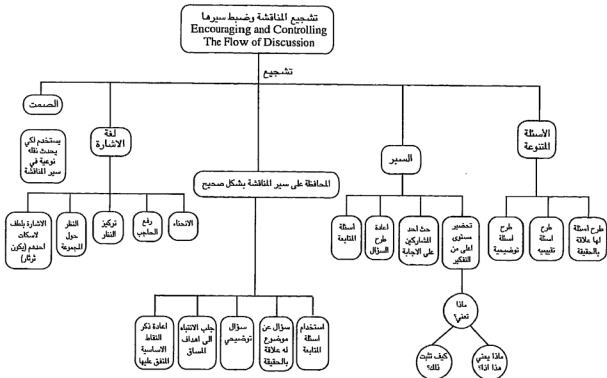 تشجيع المناقشة وضبط سيرها
Encouraging and Controlling
The Flow of Discussion
تشجيع
الأسئلة
المتنوعة
السبر
المحافظة على سير المناقشة بشكل صحيح
لغة
الاشارة
الصمت
يستخدم لكي
يحدث نقله
نوعية في
سير المناقشة
طرح أسئلة
لها علاقة
بالحقيقة
طرح
اسئلة
تقييميه
طرح
اسئلة
توضيحية
تحضير
مستوى
اعلى من
التفكير
حث احد
المشاركين
على الاجابة
اعادة
طرح
السؤال
اسئلة
المتابعة
الانحناء
رفع
الحاجب
تركيز
النظر
النظر
حول
المجموعة
الاشارة بلطف
لاسكات
احدهم (يكون
ثرثار)
ماذا
تعني؟
ماذا يعني
هذا اذا؟
كيف تثبت
ذلك؟
استخدام
اسئلة
المتابعة
سؤال عن
موضوع
له علاقة
بالحقيقة
سؤال
توضيحي
جلب الانتباه
الى اهداف
المساق
اعادة ذكر
النقاط
الاساسية
المتفق عليها